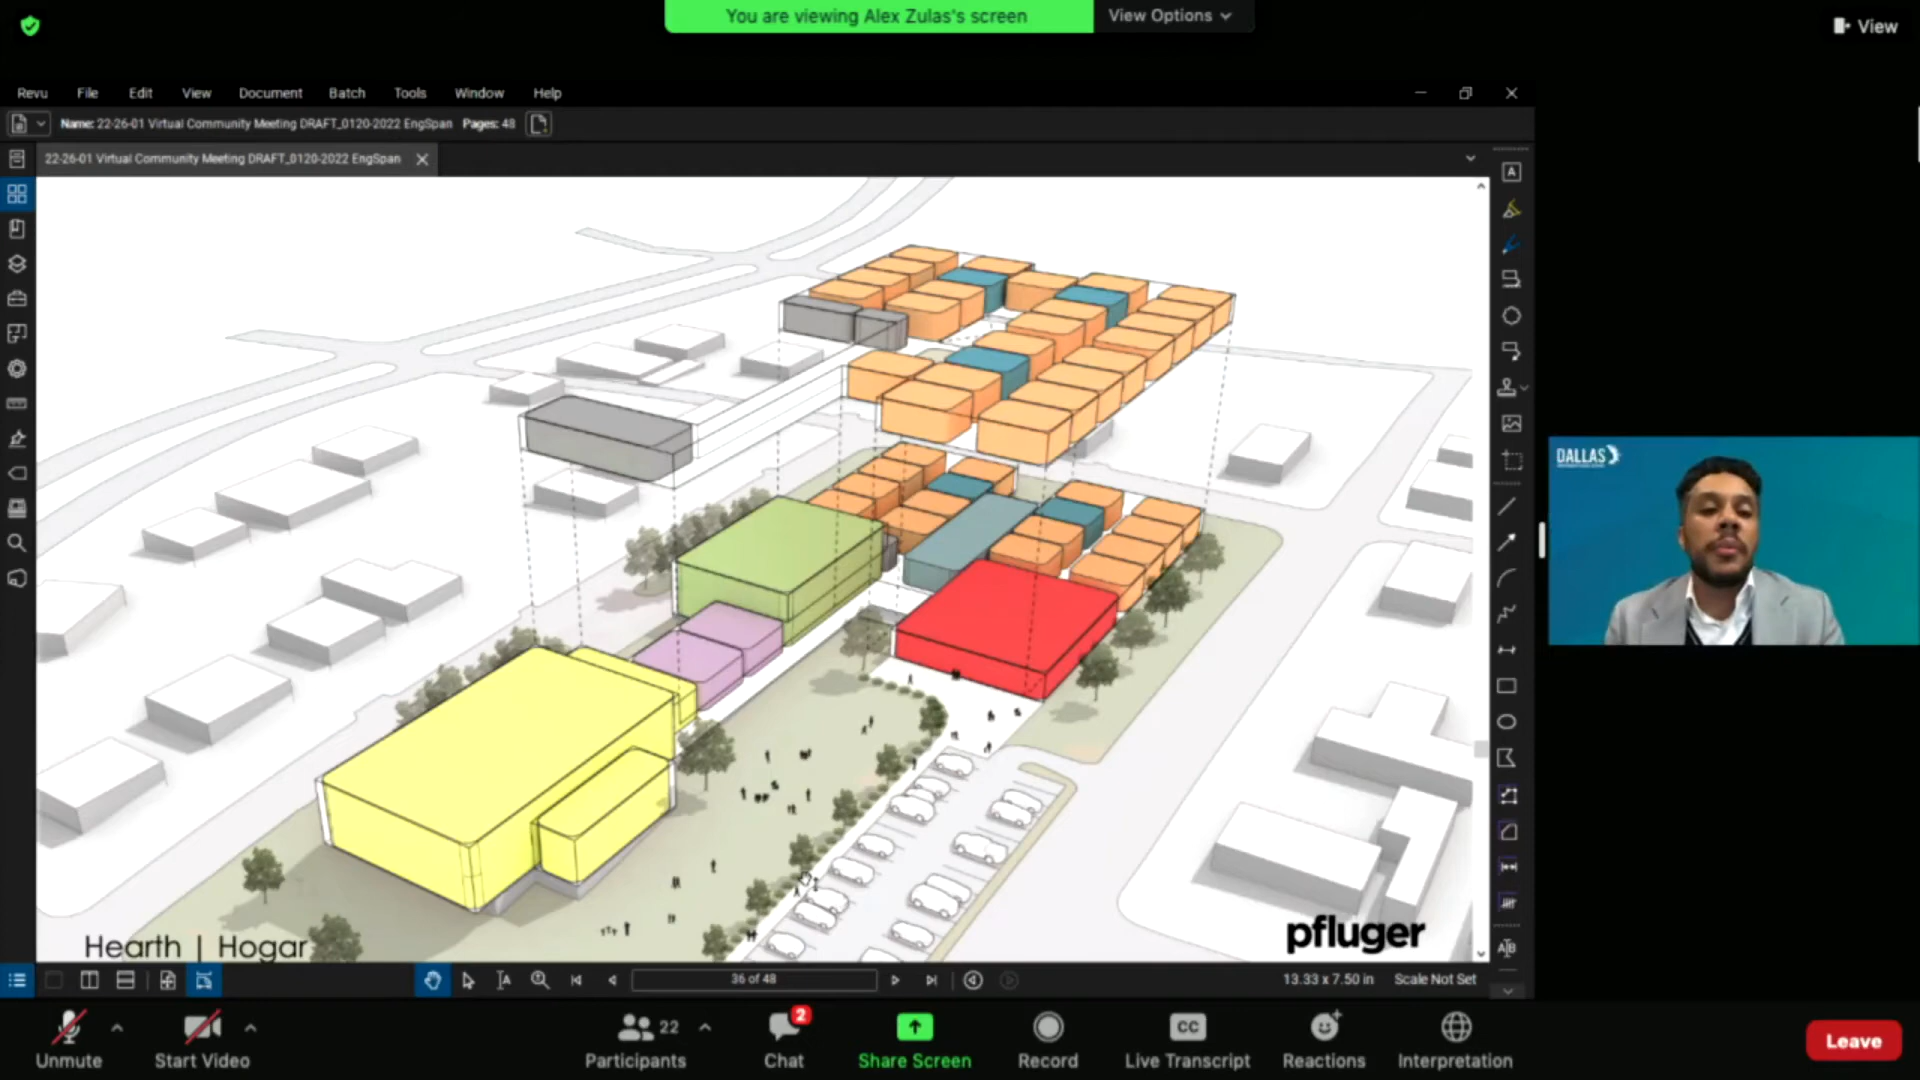 You are viewing Alex Zulas's screen
View Options
View
Revu File Edit View Document Batch Tools Window Help
Name: 22-26-01 Virtual Community Meeting DRAFT_0120-2022 EngSpan Pages: 48
22-26-01 Virtual Community Meeting DRAFT_0120-2022 EngSpan
DALLAS
Hearth | Hogar
pfluger
36 of 48
13.33 x 7.50 in Scale Not Set
22
2
CC
Unmute
Start Video
Participants
Chat
Share Screen
Record
Live Transcript
Reactions
Interpretation
Leave